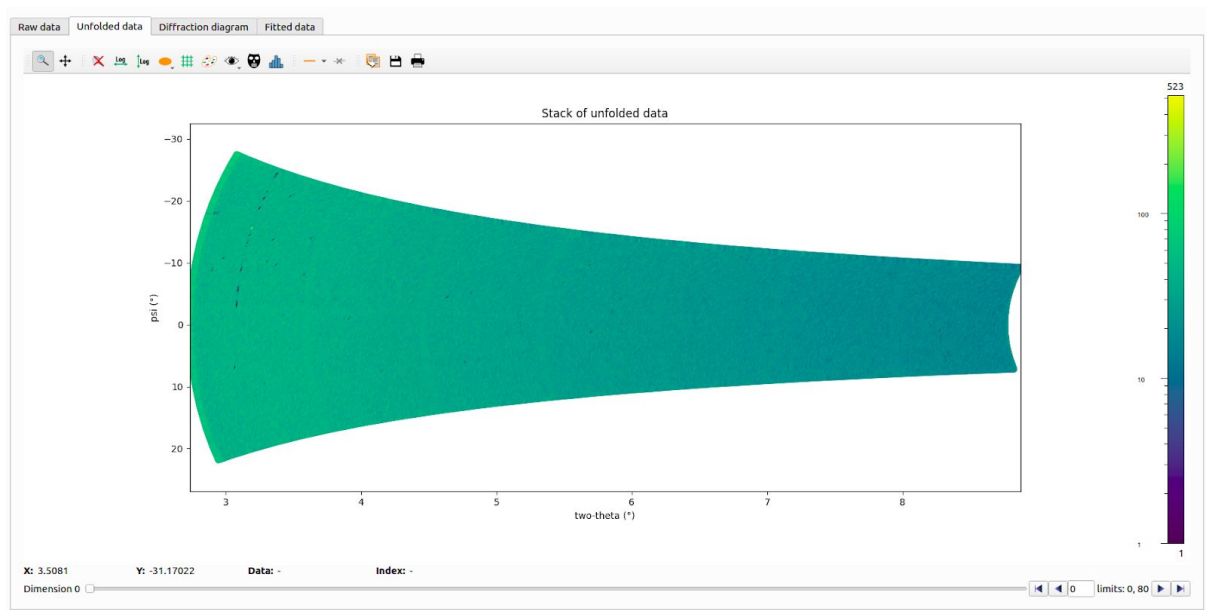 Raw data Unfolded data Diffraction diagram Fitted data
Log Log
Stack of unfolded data
523
−30
−20
−10
0
10
20
psi (°)
3 4 5 6 7 8
two-theta (°)
100
10
1
1
X: 3.5081 Y: -31.17022 Data: - Index: -
Dimension 0 0 limits: 0, 80